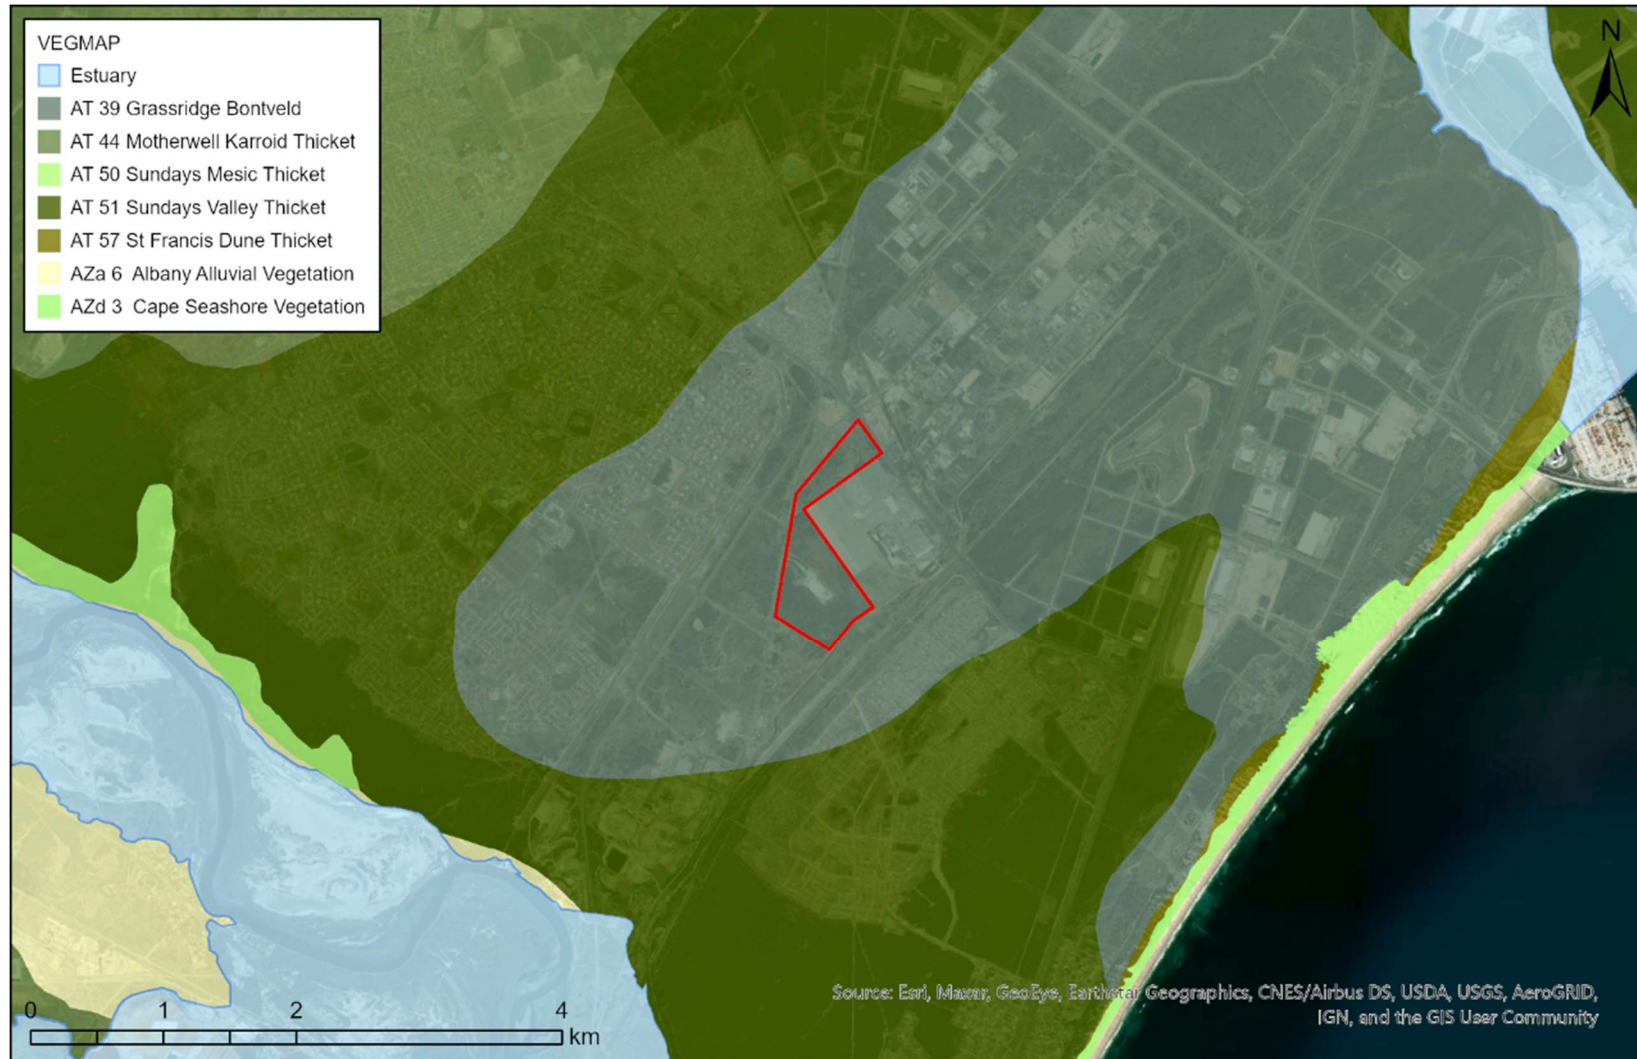 VEGMAP
Estuary
AT 39 Grassridge Bontveld
AT 44 Motherwell Karroid Thicket
AT 50 Sundays Mesic Thicket
AT 51 Sundays Valley Thicket
AT 57 St Francis Dune Thicket
AZa 6 Albany Alluvial Vegetation
AZd 3 Cape Seashore Vegetation
N
0 1 2 4
km
Source: Esri, Maxar, GeoEye, Earthstar Geographics, CNES/Airbus DS, USDA, USGS, AeroGRID,
IGN, and the GIS User Community